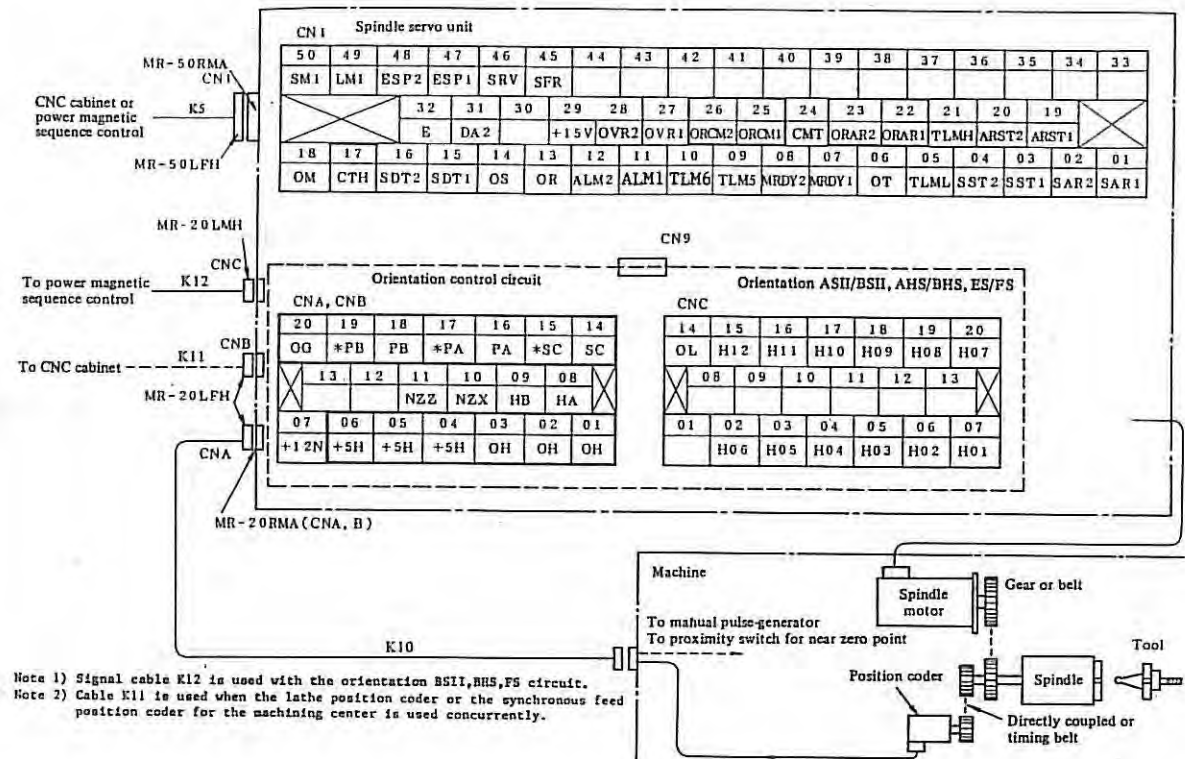 CN1 Spindle servo unit
50 49 48 47 46 45 44 43 42 41 40 39 38 37 36 35 34 33
SM1 LM1 ESP2 ESP1 SRV SFR
32 31 30 29 28 27 26 25 24 23 22 21 20 19
E DA2 +15V OVR2 OVR1 ORCM2 ORCM1 CMT ORAR2 ORAR1 TLMH ARST2 ARST1
18 17 16 15 14 13 12 11 10 09 08 07 06 05 04 03 02 01
OM CTH SDT2 SDT1 OS OR ALM2 ALM1 TLM6 TLM5 MRDY2 MRDY1 OT TLML SST2 SST1 SAR2 SAR1
MR-50RMA
CN1
CNC cabinet or
power magnetic
sequence control
K5
MR-50LFH
MR-20LMH
CNC
To power magnetic
sequence control
K12
CNB
K11
To CNC cabinet
MR-20LFH
CNA
MR-20RMA(CNA, B)
CN9
Orientation control circuit
Orientation ASII/BSII, AHS/BHS, ES/FS
CNA, CNB
20 19 18 17 16 15 14
OG *PB PB *PA PA *SC SC
13 12 11 10 09 08
NZZ NZX HB HA
07 06 05 04 03 02 01
+12N +5H +5H +5H OH OH OH
CNC
14 15 16 17 18 19 20
OL H12 H11 H10 H09 H08 H07
08 09 10 11 12 13
01 02 03 04 05 06 07
H06 H05 H04 H03 H02 H01
Machine
Spindle
motor
Gear or belt
To manual pulse-generator
To proximity switch for near zero point
K10
Tool
Position coder
Spindle
Directly coupled or
timing belt
Note 1) Signal cable K12 is used with the orientation BSII,BHS,FS circuit.
Note 2) Cable K11 is used when the lathe position coder or the synchronous feed
position coder for the machining center is used concurrently.